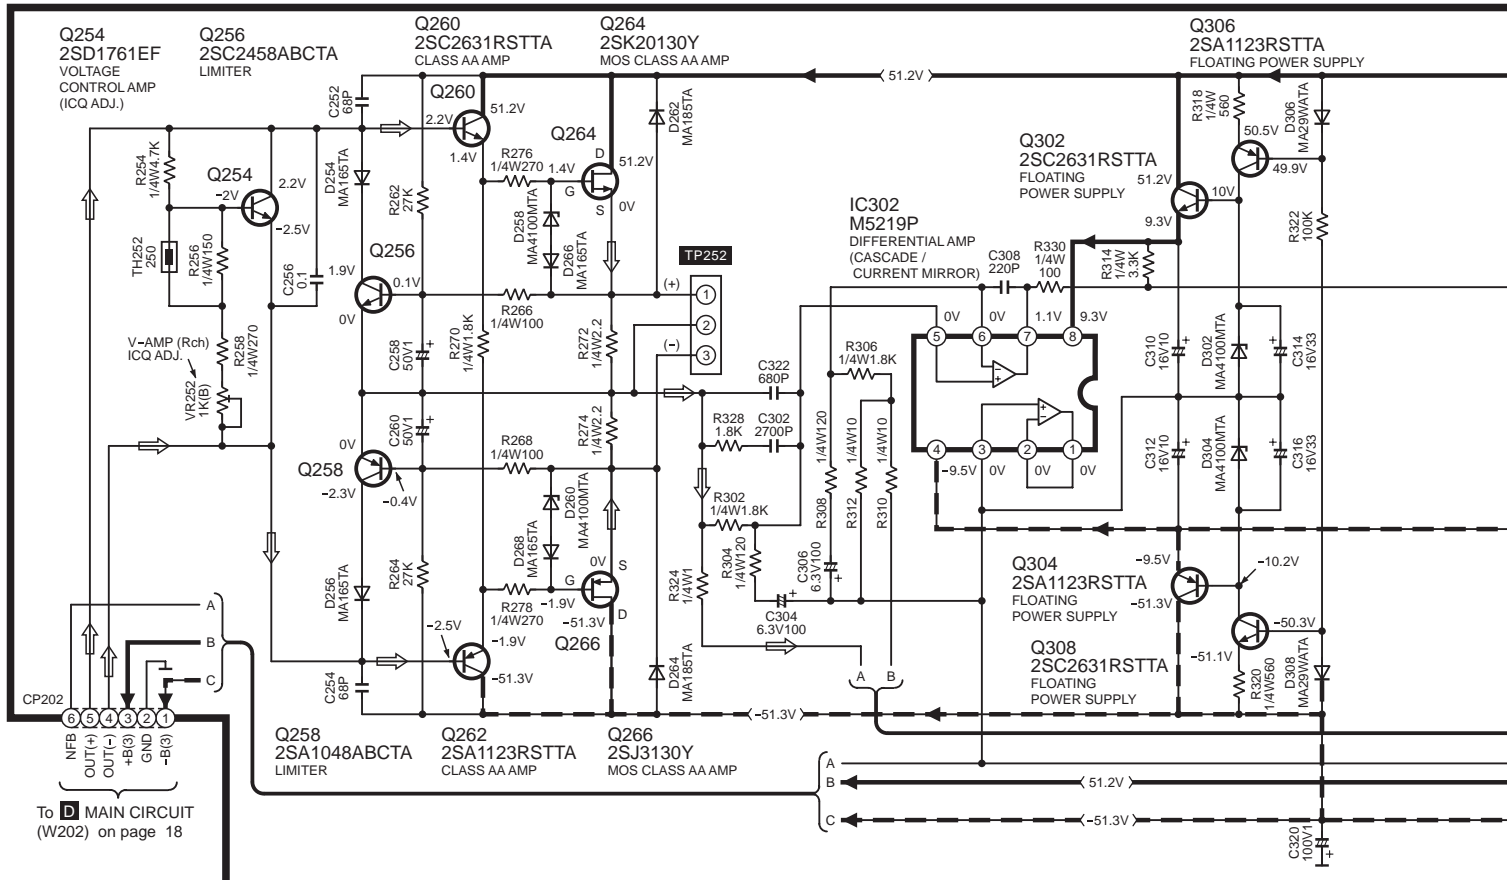 Q254
2SD1761EF
VOLTAGE
CONTROL AMP
(ICQ ADJ.)
Q256
2SC2458ABCTA
LIMITER
Q260
2SC2631RSTTA
CLASS AA AMP
Q264
2SK20130Y
MOS CLASS AA AMP
Q306
2SA1123RSTTA
FLOATING POWER SUPPLY
51.2V
C252
68P
Q260
2.2V
51.2V
1.4V
Q264
D
51.2V
G
S
0V
1.4V
R276
1/4W270
D262
MA185TA
R318
1/4W
560
D306
MA29WATA
50.5V
49.9V
Q302
2SC2631RSTTA
FLOATING
POWER SUPPLY
51.2V
10V
9.3V
R254
1/4W4.7K
Q254
-2V
2.2V
-2.5V
D254
MA165TA
R262
27K
D258
MA4100MTA
D266
MA165TA
TH252
250
R256
1/4W150
C256
0.1
Q256
1.9V
0.1V
0V
R266
1/4W100
TP252
(+)
1
2
(-)
3
IC302
M5219P
DIFFERENTIAL AMP
(CASCADE /
CURRENT MIRROR)
C308
220P
R330
1/4W
100
R314
1/4W
3.3K
R322
100K
V-AMP (Rch)
ICQ ADJ.
R258
1/4W270
VR252
1K(B)
C258
50V1
+
R270
1/4W1.8K
R272
1/4W2.2
5
0V
6
0V
7
1.1V
8
9.3V
R306
1/4W1.8K
C322
680P
R328
1.8K
C302
2700P
C310
16V10
+
D302
MA4100MTA
C314
16V33
+
C260
50V1
+
R274
1/4W2.2
0V
Q258
-2.3V
-0.4V
R268
1/4W100
4
-9.5V
3
0V
2
0V
1
0V
R308
1/4W120
R312
1/4W10
R310
1/4W10
C312
16V10
+
D304
MA4100MTA
C316
16V33
+
D260
MA4100MTA
D268
MA165TA
R302
1/4W1.8K
R304
1/4W120
R324
1/4W1
C306
6.3V100
+
C304
6.3V100
+
D256
MA165TA
R264
27K
R278
1/4W270
0V
S
G
-1.9V
-51.3V
D
Q266
Q304
2SA1123RSTTA
FLOATING
POWER SUPPLY
-9.5V
-10.2V
-51.3V
-50.3V
-51.1V
Q308
2SC2631RSTTA
FLOATING
POWER SUPPLY
R320
1/4W560
D308
MA29WATA
A
B
C
-2.5V
-1.9V
-51.3V
C254
68P
D264
MA185TA
A
B
-51.3V
CP202
6
5
4
3
2
1
NFB
OUT(+)
OUT(-)
+B(3)
GND
-B(3)
Q258
2SA1048ABCTA
LIMITER
Q262
2SA1123RSTTA
CLASS AA AMP
Q266
2SJ3130Y
MOS CLASS AA AMP
A
B
51.2V
C
-51.3V
C320
100V1
+
To D MAIN CIRCUIT
(W202) on page 18